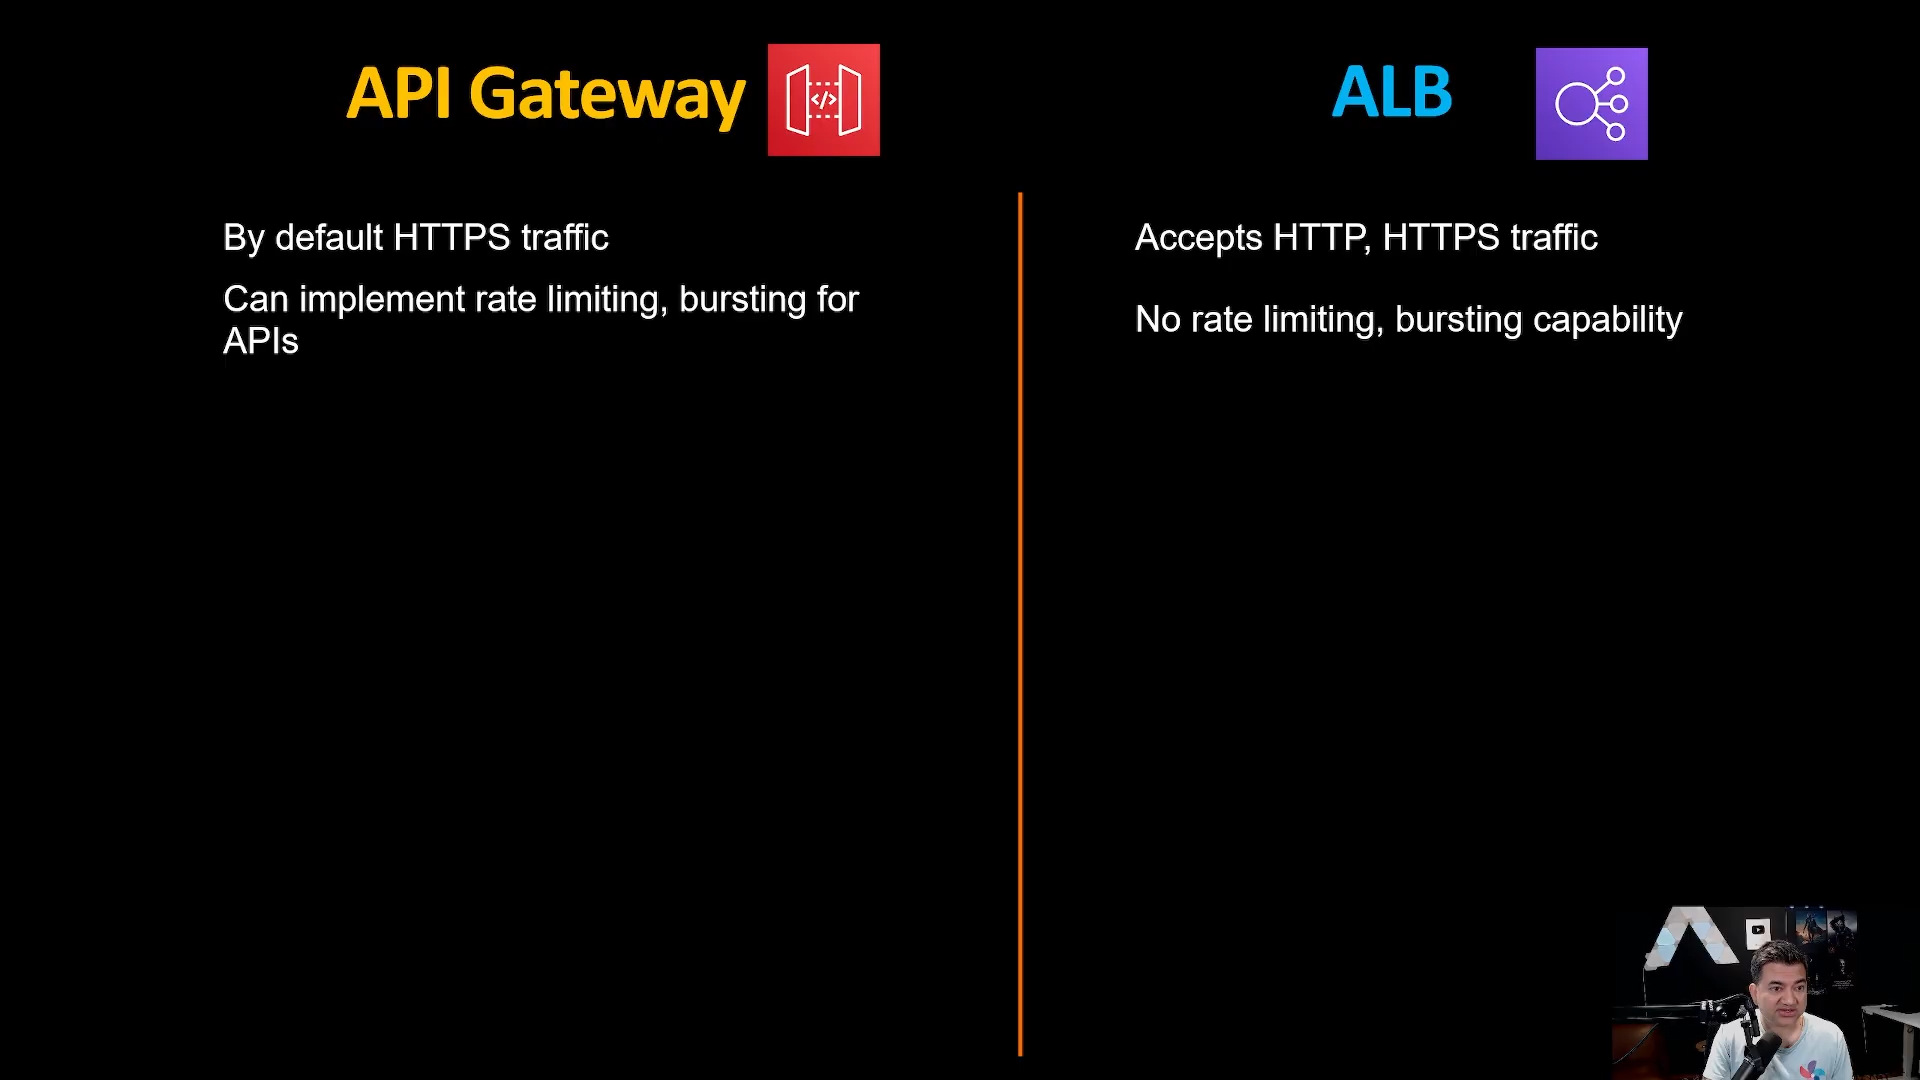 API Gateway
</>
ALB
By default HTTPS traffic
Can implement rate limiting, bursting for
APIs
Accepts HTTP, HTTPS traffic
No rate limiting, bursting capability